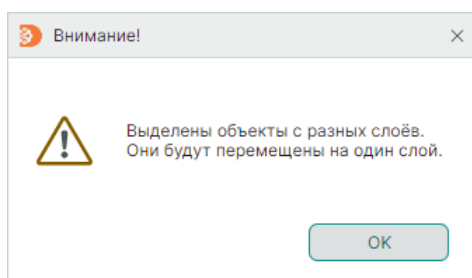 Внимание!
Выделены объекты с разных слоёв.
Они будут перемещены на один слой.
OK